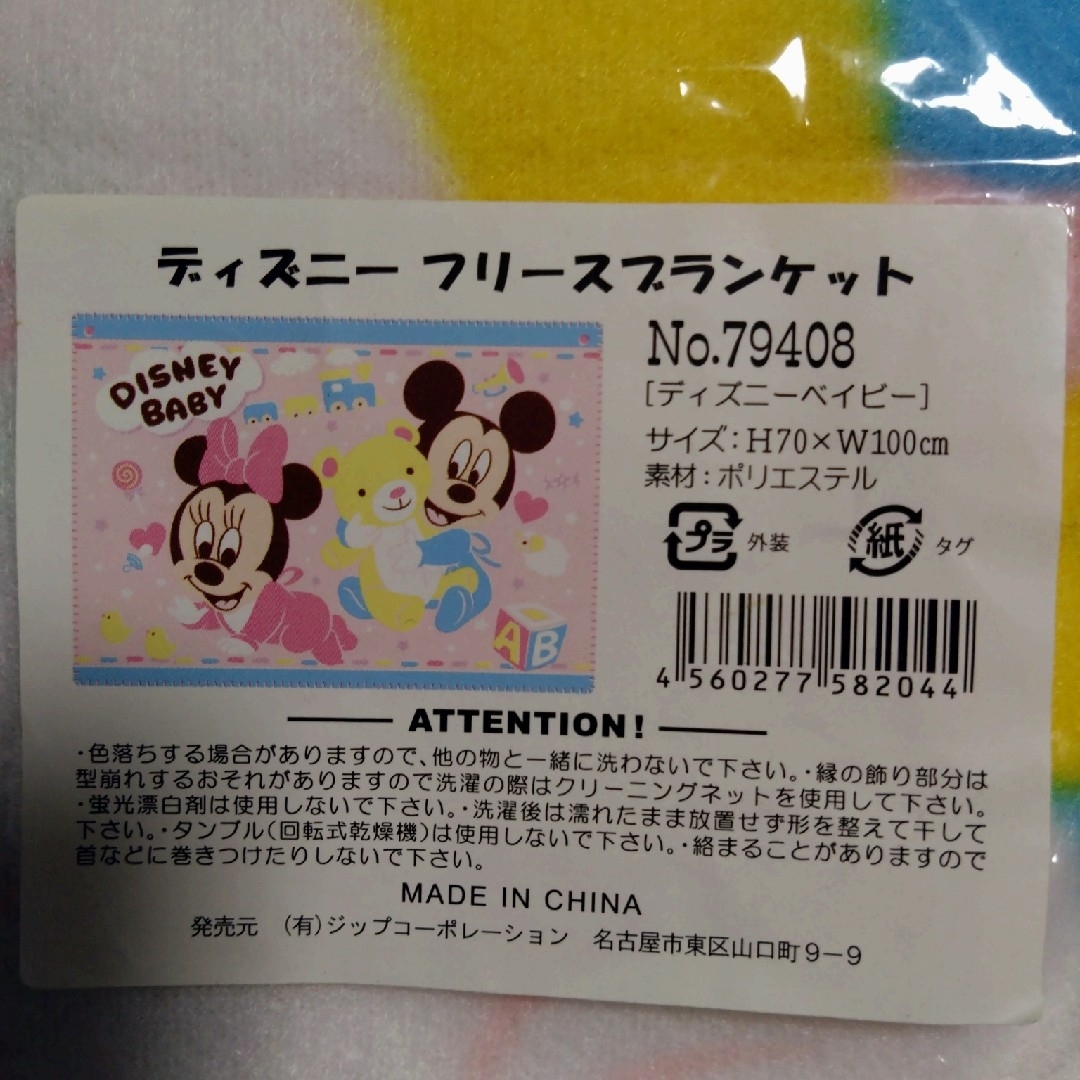 ディズニー フリースブランケット
DISNEY
BABY
AB
No.79408
[ディズニーベイビー]
サイズ：H70×W100㎝
素材：ポリエステル
プラ 外装 紙 タグ
4 560277 582044
ATTENTION!
・色落ちする場合がありますので、他の物と一緒に洗わないで下さい。・縁の飾り部分は
型崩れするおそれがありますので洗濯の際はクリーニングネットを使用して下さい。
・蛍光漂白剤は使用しないで下さい。・洗濯後は濡れたまま放置せず形を整えて干して
下さい。・タンブル（回転式乾燥機）は使用しないで下さい。・絡まることがありますので
首などに巻きつけたりしないで下さい。
MADE IN CHINA
発売元 （有）ジップコーポレーション 名古屋市東区山口町９－９